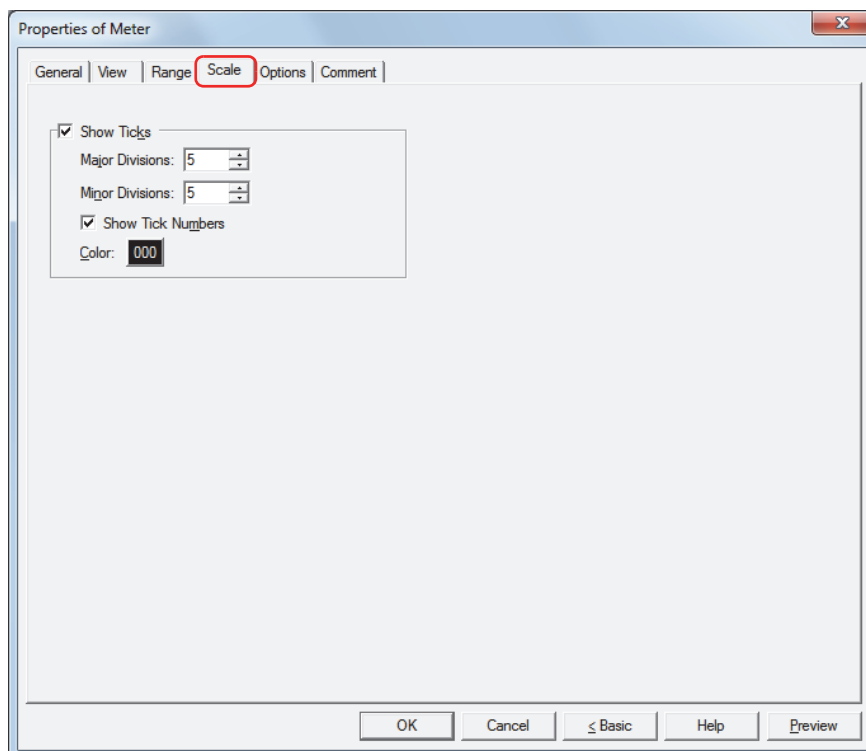 Properties of Meter
General View Range Scale Options Comment
Show Ticks
Major Divisions: 5
Minor Divisions: 5
Show Tick Numbers
Color: 000
OK Cancel < Basic Help Preview